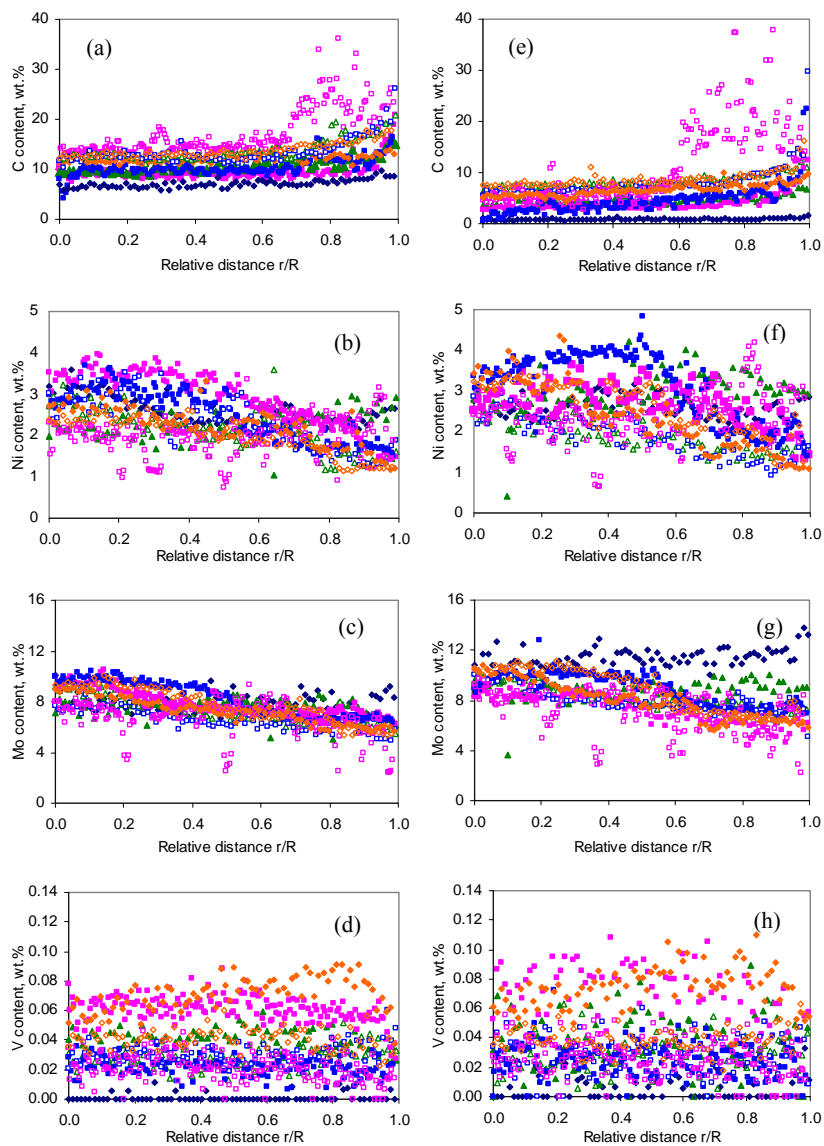 (a)
C content, wt.%
40
30
20
10
0
0.0 0.2 0.4 0.6 0.8 1.0
Relative distance r/R
(e)
C content, wt.%
40
30
20
10
0
0.0 0.2 0.4 0.6 0.8 1.0
Relative distance r/R
(b)
Ni content, wt.%
5
4
3
2
1
0
0.0 0.2 0.4 0.6 0.8 1.0
Relative distance r/R
(f)
Ni content, wt.%
5
4
3
2
1
0
0.0 0.2 0.4 0.6 0.8 1.0
Relative distance r/R
(c)
Mo content, wt.%
16
12
8
4
0
0.0 0.2 0.4 0.6 0.8 1.0
Relative distance r/R
(g)
Mo content, wt.%
16
12
8
4
0
0.0 0.2 0.4 0.6 0.8 1.0
Relative distance r/R
(d)
V content, wt.%
0.14
0.12
0.10
0.08
0.06
0.04
0.02
0.00
0.0 0.2 0.4 0.6 0.8 1.0
Relative distance r/R
(h)
V content, wt.%
0.14
0.12
0.10
0.08
0.06
0.04
0.02
0.00
0.0 0.2 0.4 0.6 0.8 1.0
Relative distance r/R